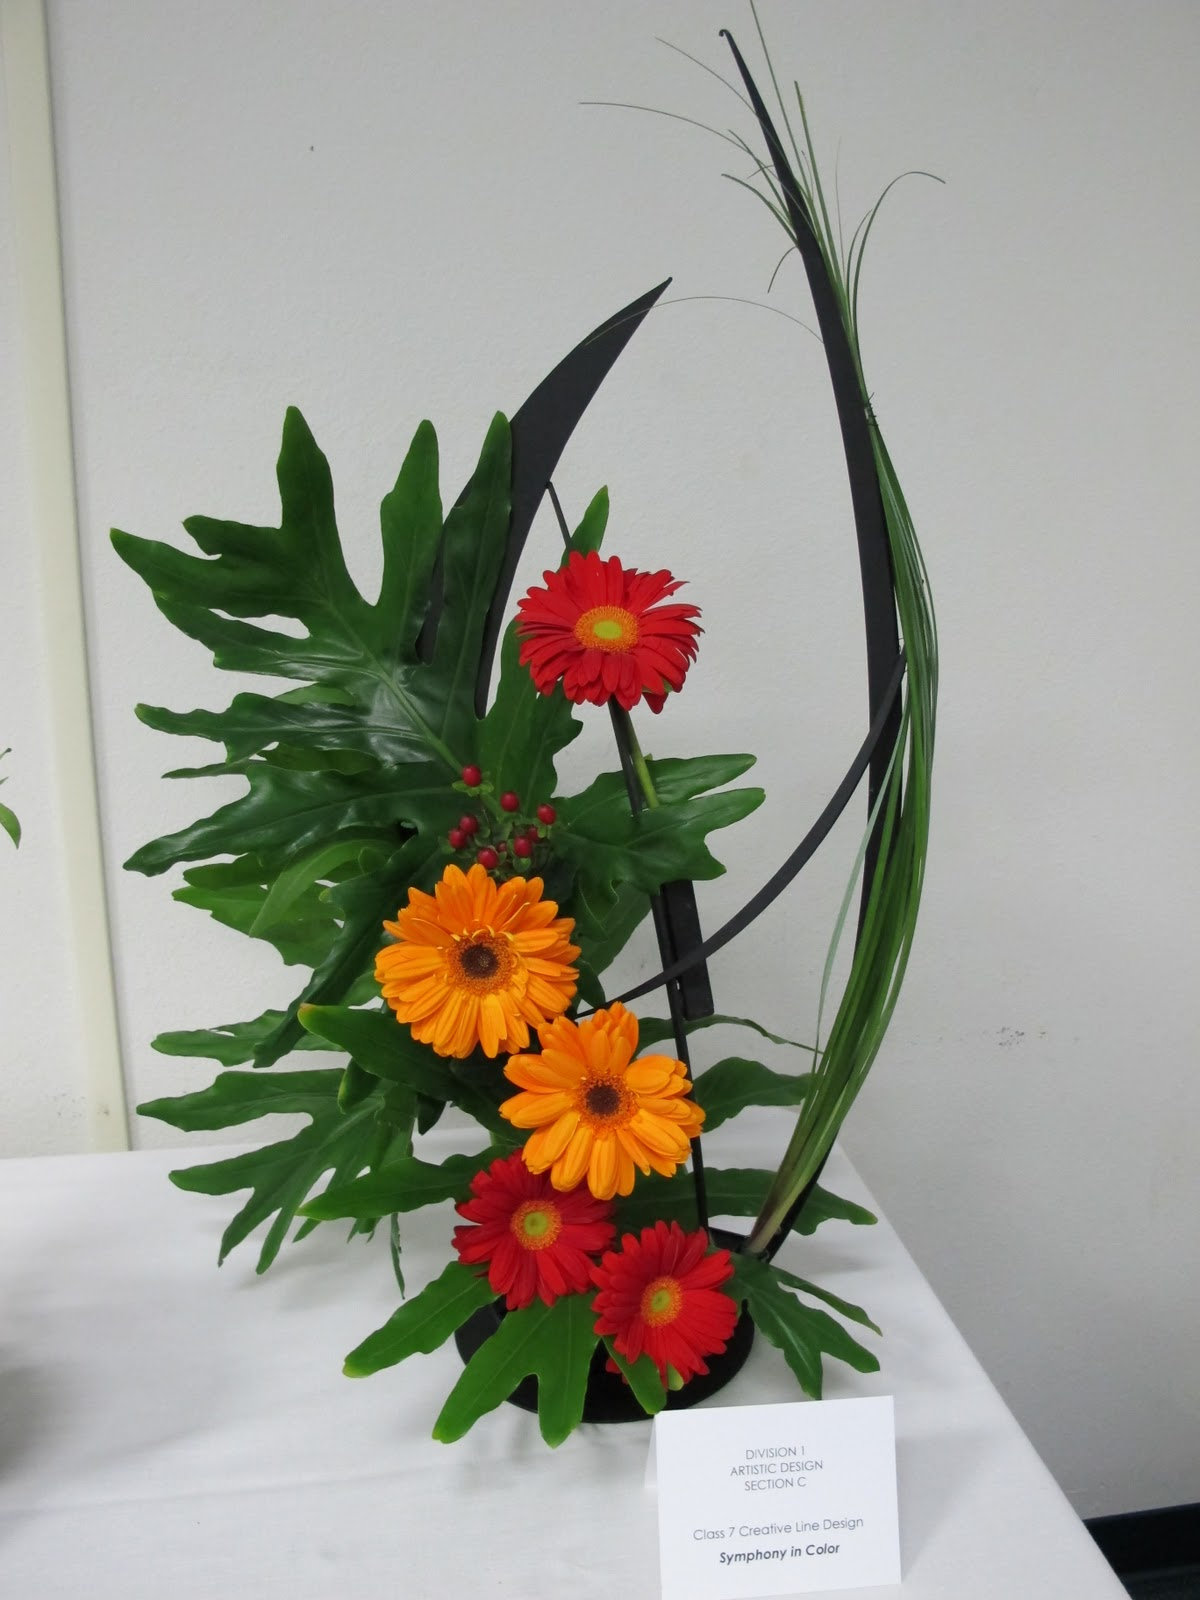 DIVISION 1
ARTISTIC DESIGN
SECTION C
Class 7 Creative Line Design
Symphony in Color